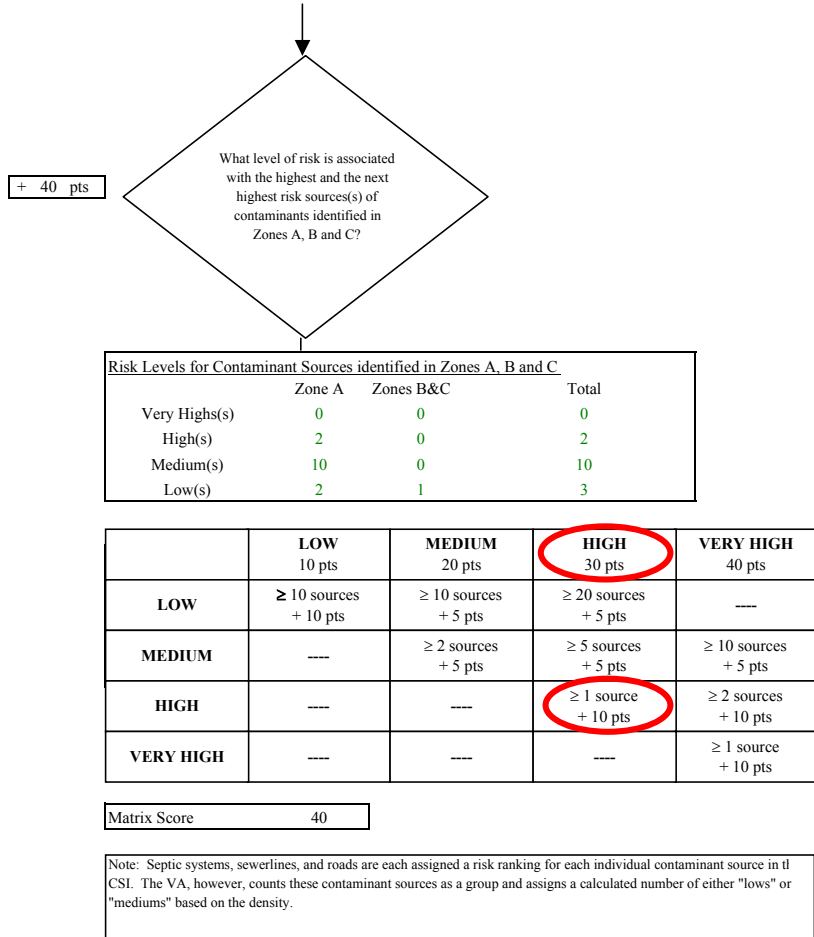 What level of risk is associated
with the highest and the next
highest risk sources(s) of
contaminants identified in
Zones A, B and C?
+ 40 pts
Risk Levels for Contaminant Sources identified in Zones A, B and C
Zone A Zones B&C Total
Very Highs(s) 0 0 0
High(s) 2 0 2
Medium(s) 10 0 10
Low(s) 2 1 3
LOW MEDIUM HIGH VERY HIGH
10 pts 20 pts 30 pts 40 pts
LOW ≥ 10 sources ≥ 10 sources ≥ 20 sources ----
+ 10 pts + 5 pts + 5 pts
MEDIUM ---- ≥ 2 sources ≥ 5 sources ≥ 10 sources
+ 5 pts + 5 pts + 5 pts
HIGH ---- ---- ≥ 1 source ≥ 2 sources
+ 10 pts + 10 pts
VERY HIGH ---- ---- ---- ≥ 1 source
+ 10 pts
Matrix Score 40
Note: Septic systems, sewerlines, and roads are each assigned a risk ranking for each individual contaminant source in
CSI. The VA, however, counts these contaminant sources as a group and assigns a calculated number of either "lows" or
"mediums" based on the density.